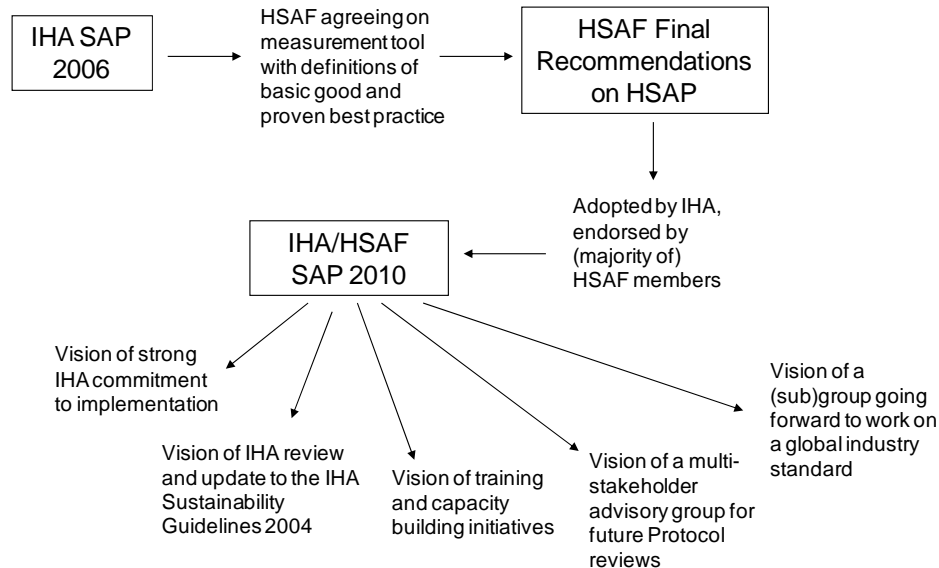 IHA SAP
2006
HSAF agreeing on
measurement tool
with definitions of
basic good and
proven best practice
HSAF Final
Recommendations
on HSAP
Adopted by IHA,
endorsed by
(majority of)
HSAF members
IHA/HSAF
SAP 2010
Vision of strong
IHA commitment
to implementation
Vision of IHA review
and update to the IHA
Sustainability
Guidelines 2004
Vision of training
and capacity
building initiatives
Vision of a multi-
stakeholder
advisory group for
future Protocol
reviews
Vision of a
(sub)group going
forward to work on
a global industry
standard